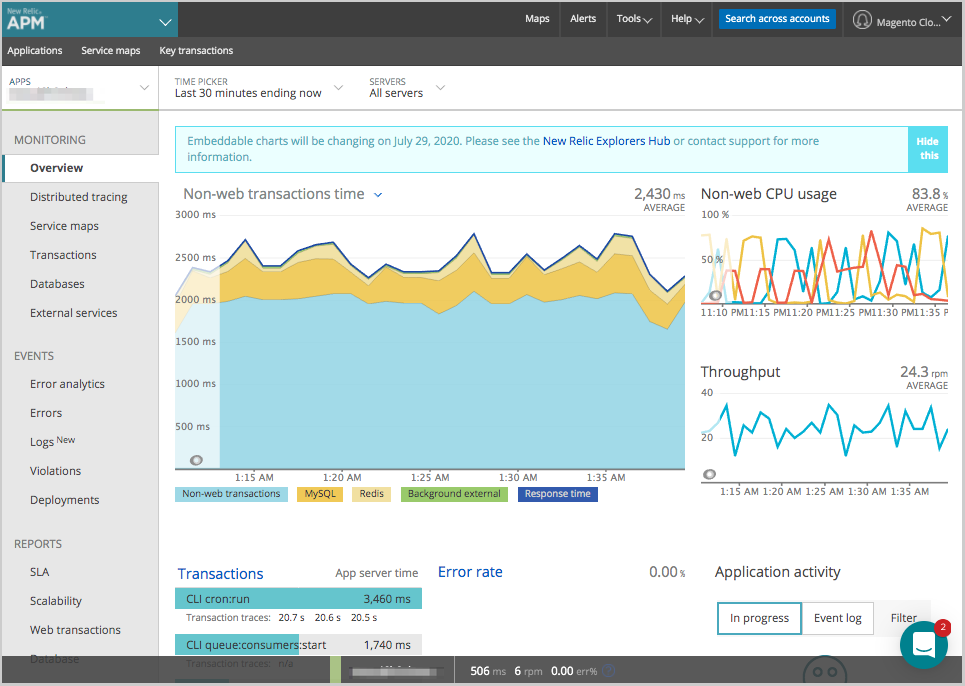 New Relic
APM
Maps
Alerts
Tools
Help
Search across accounts
Magento Clo...
Applications
Service maps
Key transactions
APPS
TIME PICKER
Last 30 minutes ending now
SERVERS
All servers
MONITORING
Overview
Distributed tracing
Service maps
Transactions
Databases
External services
EVENTS
Error analytics
Errors
Logs New
Violations
Deployments
REPORTS
SLA
Scalability
Web transactions
Database
Embeddable charts will be changing on July 29, 2020. Please see the New Relic Explorers Hub or contact support for more
information.
Hide
this
Non-web transactions time
2,430 ms
AVERAGE
3000 ms
2500 ms
2000 ms
1500 ms
1000 ms
500 ms
1:15 AM 1:20 AM 1:25 AM 1:30 AM 1:35 AM
Non-web transactions MySQL Redis Background external Response time
Non-web CPU usage
83.8 %
AVERAGE
100 %
50 %
11:10 PM 11:15 PM 11:20 PM 11:25 PM 11:30 PM 11:35 P
Throughput
24.3 rpm
AVERAGE
40
20
1:15 AM 1:20 AM 1:25 AM 1:30 AM 1:35 AM
Transactions
App server time
CLI cron:run 3,460 ms
Transaction traces: 20.7 s 20.6 s 20.5 s
CLI queue:consumers:start 1,740 ms
Transaction traces: n/a
Error rate
0.00 %
Application activity
In progress
Event log
Filter
2
506 ms 6 rpm 0.00 err%